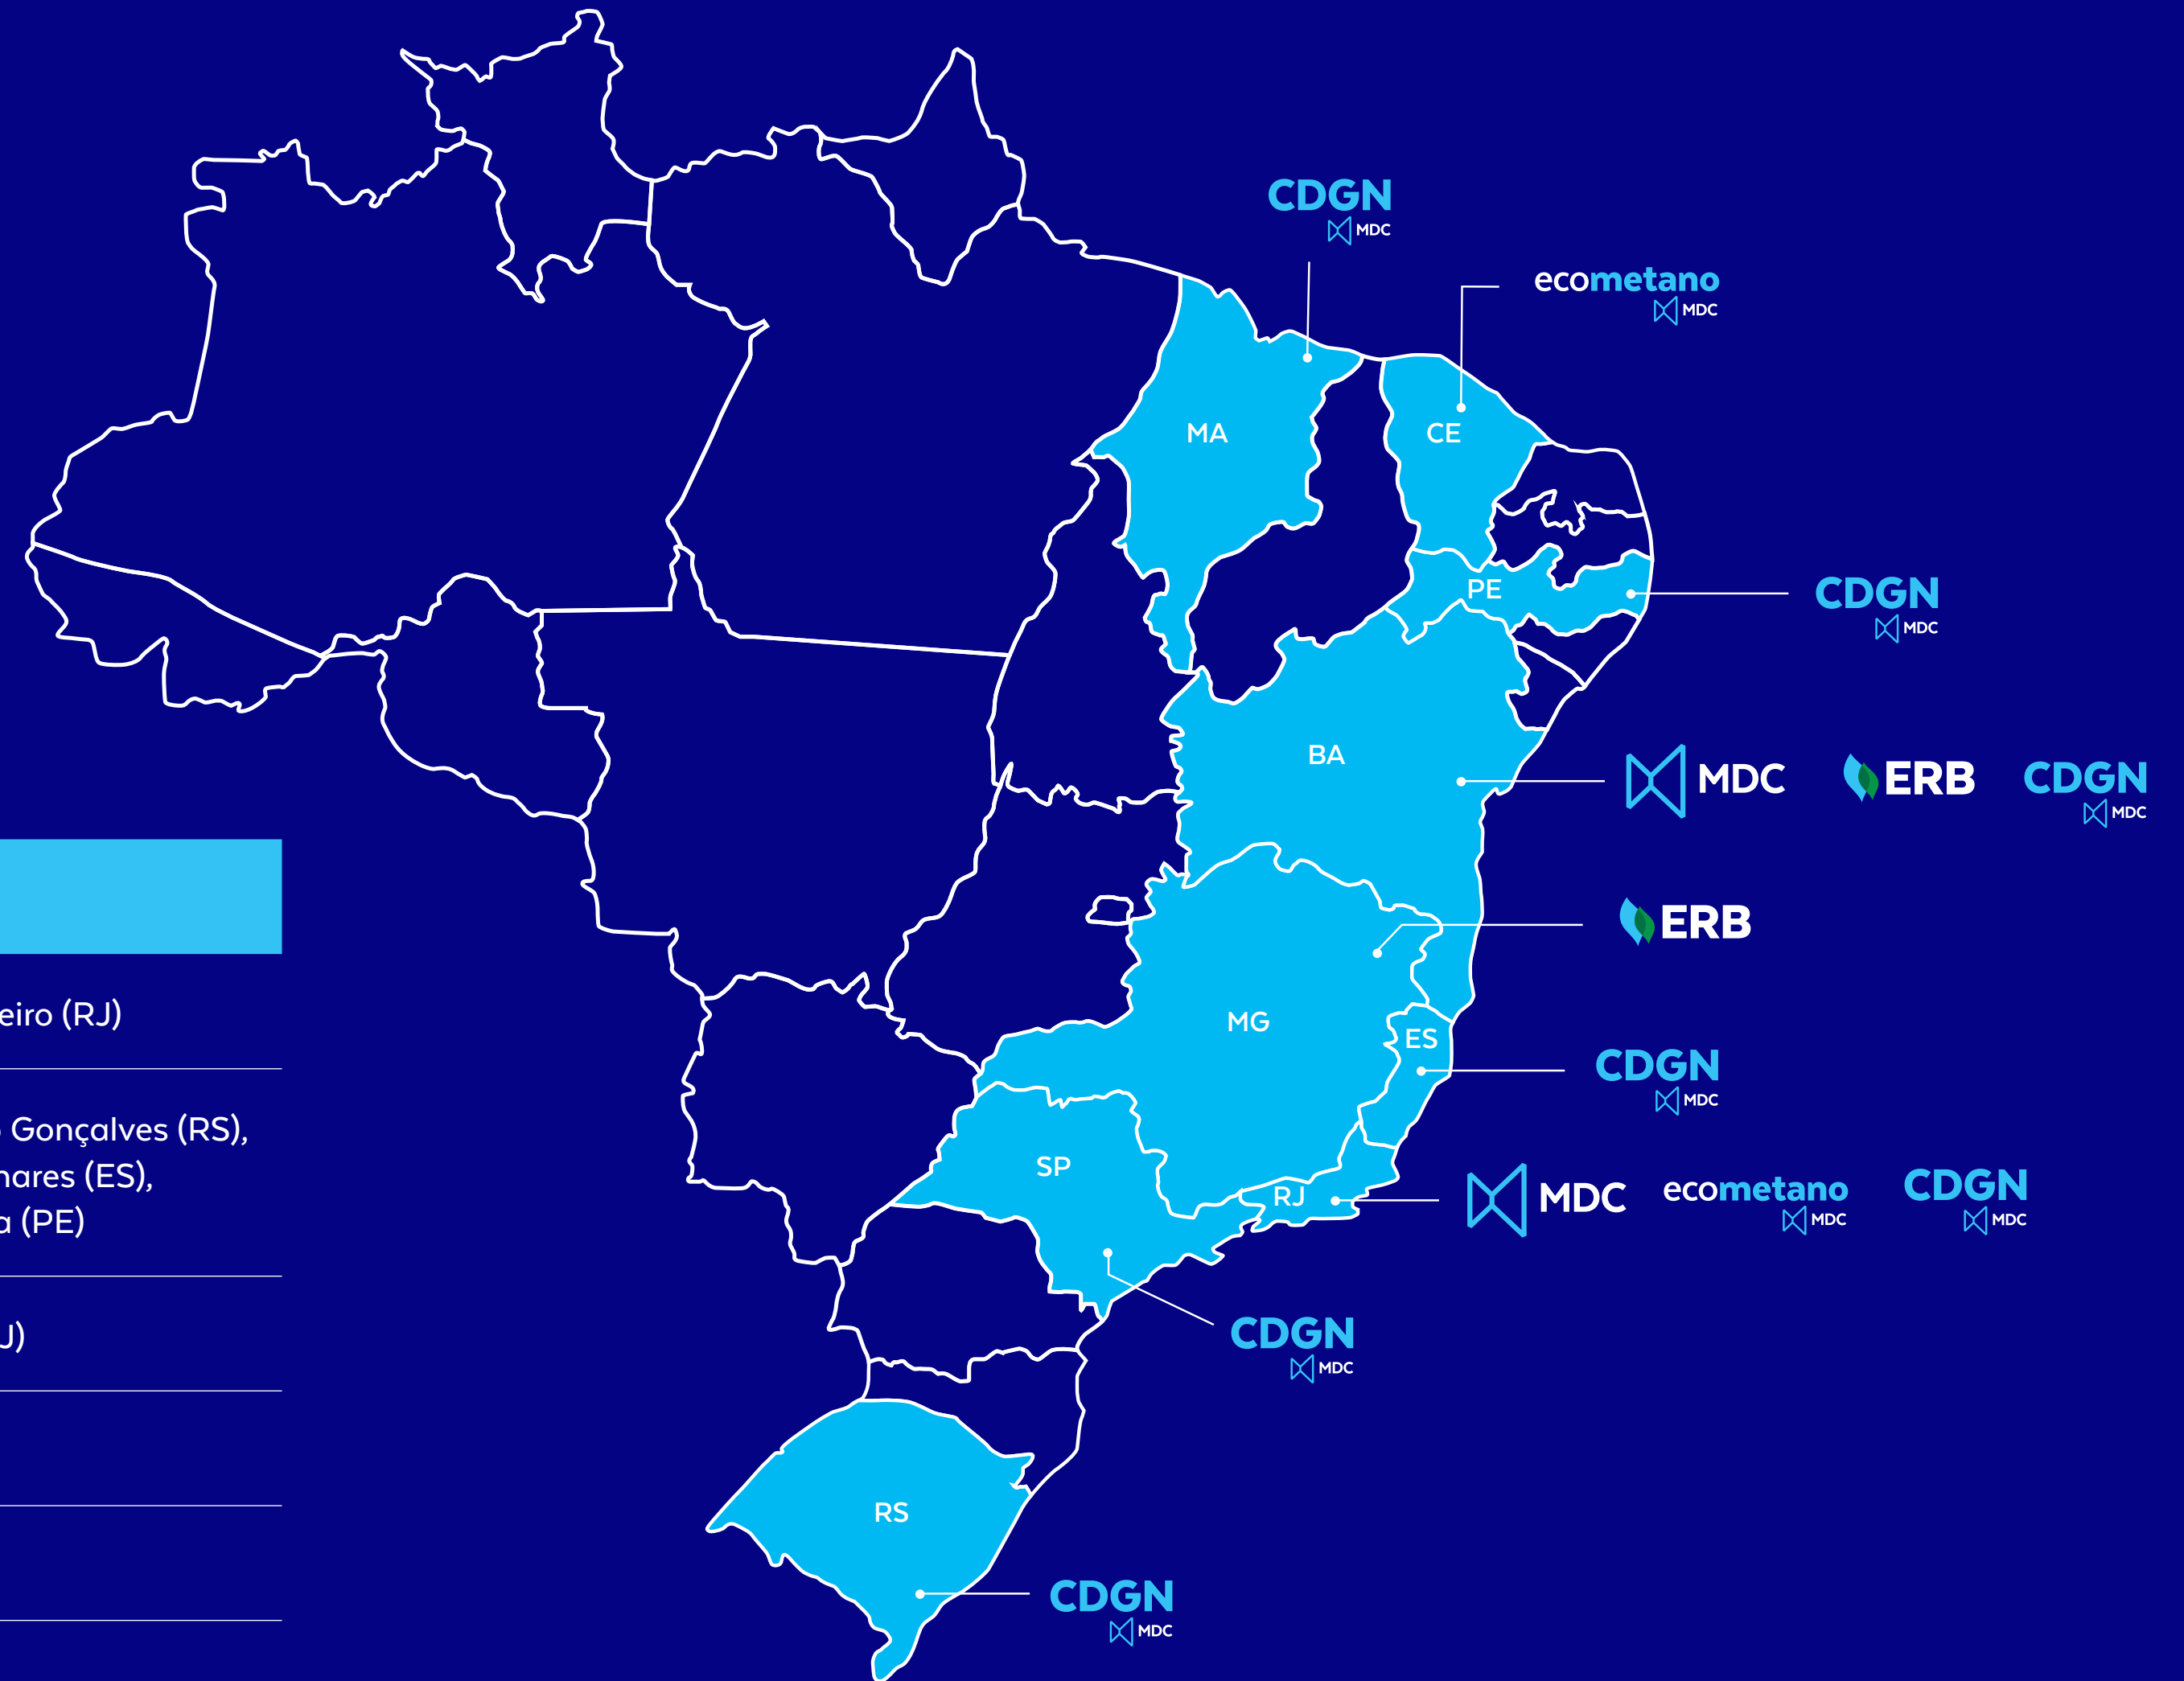 CDGN
MDC
ecometano
MDC
MA
CE
PE
CDGN
MDC
BA
MDC
ERB
CDGN
MDC
ERB
eiro (RJ)
MG
ES
CDGN
MDC
Gonçalves (RS),
nares (ES),
a (PE)
SP
RJ
MDC
ecometano
MDC
CDGN
MDC
J)
CDGN
MDC
RS
CDGN
MDC